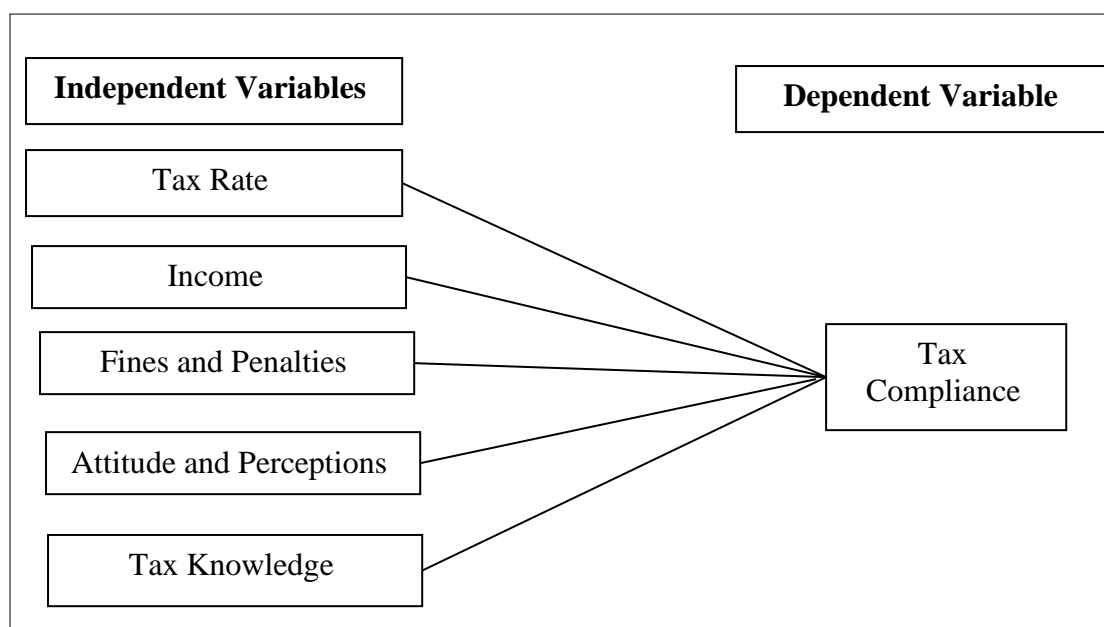 Independent Variables
Dependent Variable
Tax Rate
Income
Fines and Penalties
Tax
Compliance
Attitude and Perceptions
Tax Knowledge